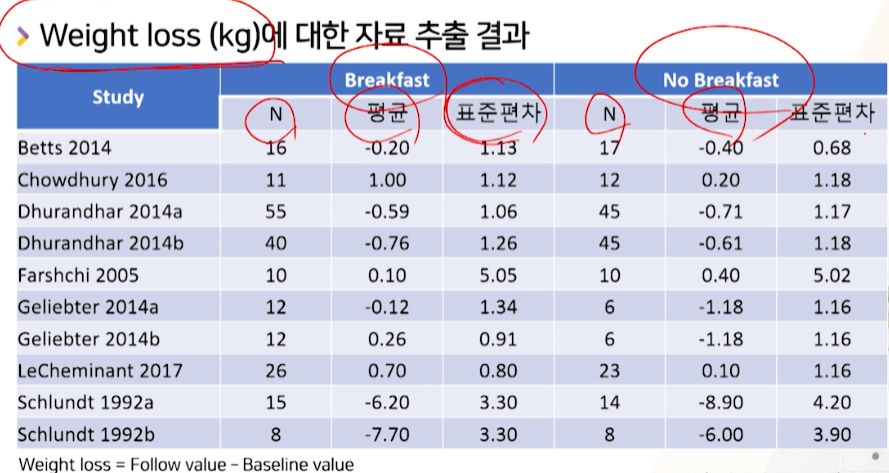 Weight loss (kg)에 대한 자료 추출 결과
Study Breakfast No Breakfast
N 평균 표준편차 N 평균 표준편차
Betts 2014 16 -0.20 1.13 17 -0.40 0.68
Chowdhury 2016 11 1.00 1.12 12 0.20 1.18
Dhurandhar 2014a 55 -0.59 1.06 45 -0.71 1.17
Dhurandhar 2014b 40 -0.76 1.26 45 -0.61 1.18
Farshchi 2005 10 0.10 5.05 10 0.40 5.02
Geliebter 2014a 12 -0.12 1.34 6 -1.18 1.16
Geliebter 2014b 12 0.26 0.91 6 -1.18 1.16
LeCheminant 2017 26 0.70 0.80 23 0.10 1.16
Schlundt 1992a 15 -6.20 3.30 14 -8.90 4.20
Schlundt 1992b 8 -7.70 3.30 8 -6.00 3.90
Weight loss = Follow value – Baseline value